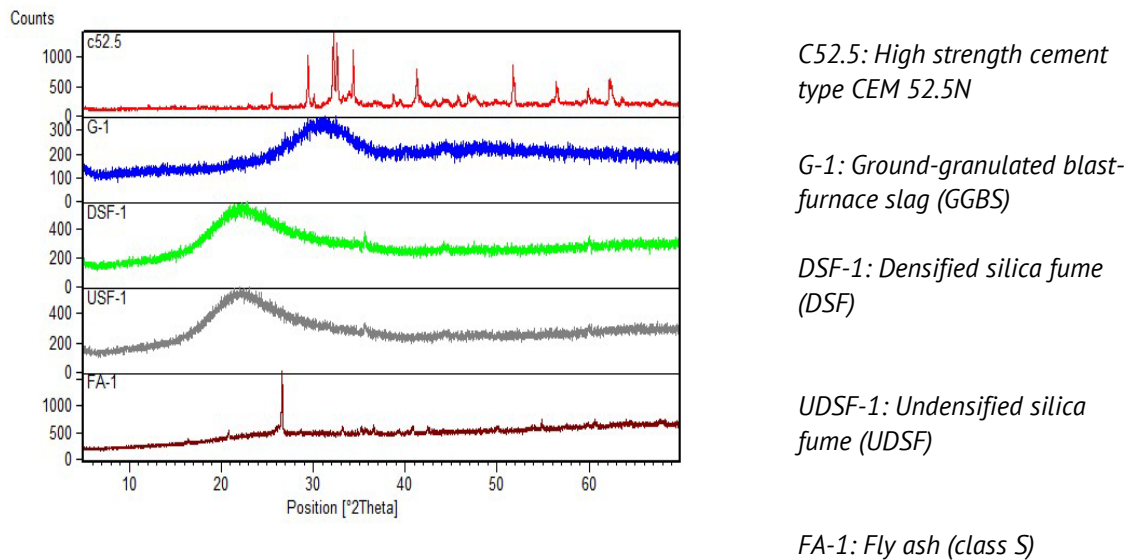 Counts
c52.5
1000
500
0
G-1
300
200
100
0
DSF-1
400
200
0
USF-1
400
200
0
FA-1
1000
500
0
10 20 30 40 50 60
Position [°2Theta]
C52.5: High strength cement
type CEM 52.5N
G-1: Ground-granulated blast-
furnace slag (GGBS)
DSF-1: Densified silica fume
(DSF)
UDSF-1: Undensified silica
fume (UDSF)
FA-1: Fly ash (class S)